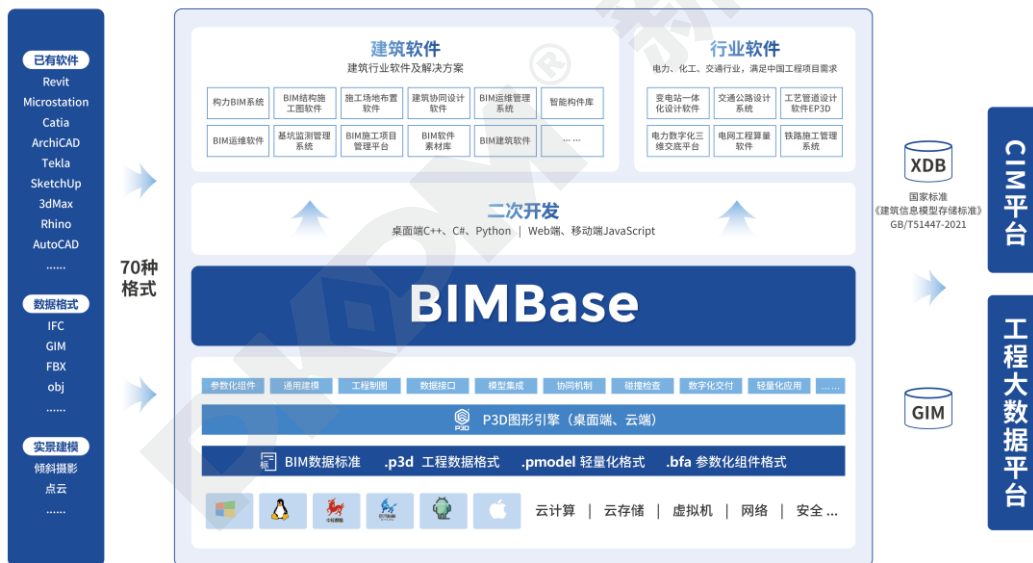 已有软件
Revit
Microstation
Catia
ArchiCAD
Tekla
SketchUp
3dMax
Rhino
AutoCAD
......
数据格式
IFC
GIM
FBX
obj
......
实景建模
倾斜摄影
点云
......
70种
格式
建筑软件
建筑行业软件及解决方案
构力BIM系统
BIM结构施
工图软件
施工场地布置
软件
建筑协同设计
软件
BIM运维管理
系统
智能构件库
BIM运维软件
基坑监测管理
系统
BIM施工项目
管理平台
BIM软件
素材库
BIM建筑软件
... ...
行业软件
电力、化工、交通行业，满足中国工程项目需求
变电站一体
化设计软件
交通公路设计
系统
工艺管道设计
软件EP3D
电力数字化三
维交底平台
电网工程算量
软件
铁路施工管理
系统
二次开发
桌面端C++、C#、Python | Web端、移动端JavaScript
BIMBase
参数化组件
通用建模
工程制图
数据接口
模型集成
协同机制
碰撞检查
数字化交付
轻量化应用
... ...
P3D
P3D图形引擎（桌面端、云端）
BIM数据标准 .p3d 工程数据格式 .pmodel 轻量化格式 .bfa 参数化组件格式
云计算 | 云存储 | 虚拟机 | 网络 | 安全 ...
XDB
国家标准
《建筑信息模型存储标准》
GB/T51447-2021
GIM
CIM平台
工程大数据平台
PKPM®